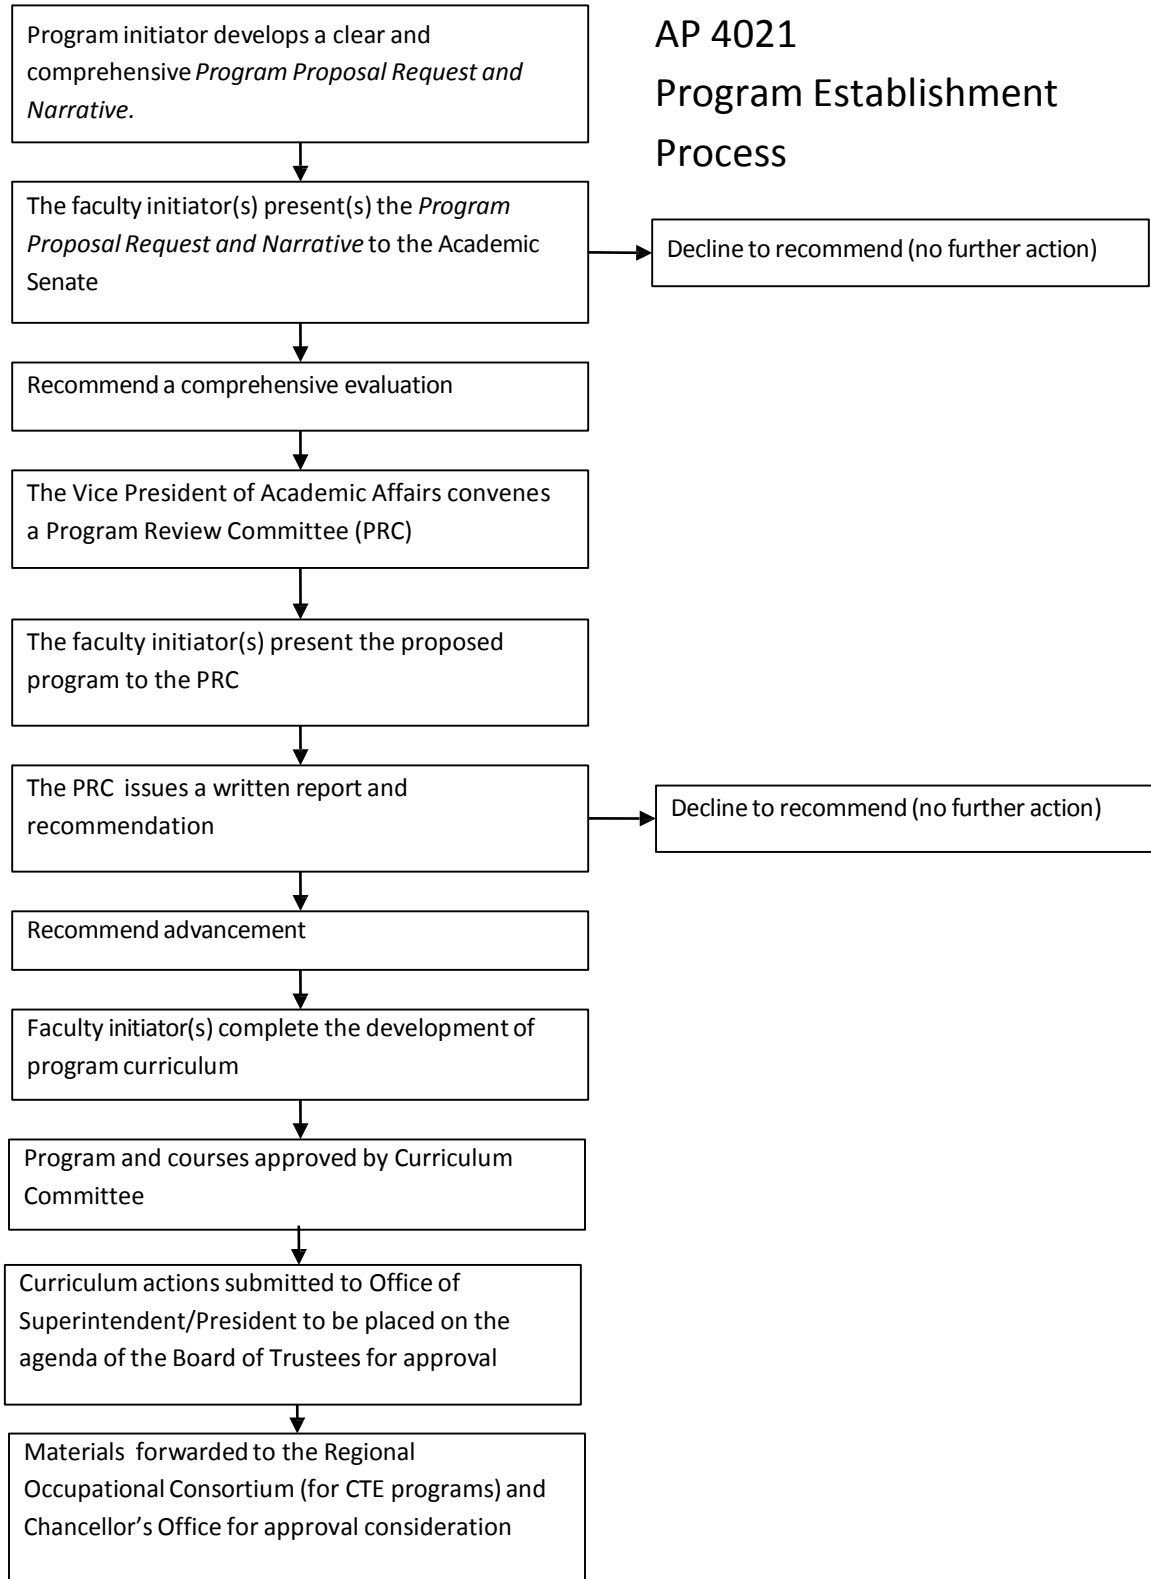 AP 4021
Program Establishment
Process
Program initiator develops a clear and
comprehensive Program Proposal Request and
Narrative.
The faculty initiator(s) present(s) the Program
Proposal Request and Narrative to the Academic
Senate
Decline to recommend (no further action)
Recommend a comprehensive evaluation
The Vice President of Academic Affairs convenes
a Program Review Committee (PRC)
The faculty initiator(s) present the proposed
program to the PRC
The PRC issues a written report and
recommendation
Decline to recommend (no further action)
Recommend advancement
Faculty initiator(s) complete the development of
program curriculum
Program and courses approved by Curriculum
Committee
Curriculum actions submitted to Office of
Superintendent/President to be placed on the
agenda of the Board of Trustees for approval
Materials forwarded to the Regional
Occupational Consortium (for CTE programs) and
Chancellor’s Office for approval consideration